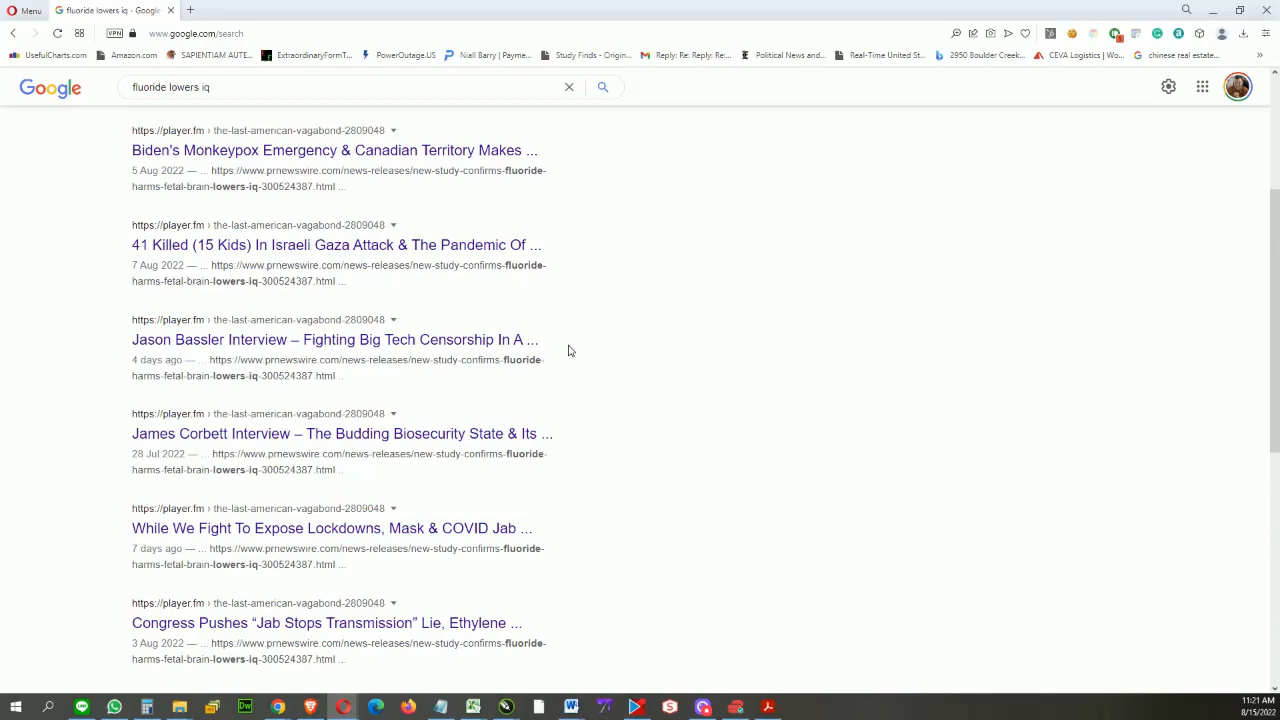 Menu
fluoride lowers iq - Google
VPN
www.google.com/search
UsefulCharts.com
Amazon.com
SAPIENTIAM AUTE...
ExtraordinaryFormT...
PowerOutage.US
Niall Barry | Payme...
Study Finds - Origin...
Reply: Re: Reply: Re:...
Political News and...
Real-Time United St...
2950 Boulder Creek...
CEVA Logistics | Wo...
chinese real estate...
Google
fluoride lowers iq
https://player.fm › the-last-american-vagabond-2809048
Biden's Monkeypox Emergency & Canadian Territory Makes ...
5 Aug 2022 — ... https://www.prnewswire.com/news-releases/new-study-confirms-fluoride-
harms-fetal-brain-lowers-iq-300524387.html ...
https://player.fm › the-last-american-vagabond-2809048
41 Killed (15 Kids) In Israeli Gaza Attack & The Pandemic Of ...
7 Aug 2022 — ... https://www.prnewswire.com/news-releases/new-study-confirms-fluoride-
harms-fetal-brain-lowers-iq-300524387.html ...
https://player.fm › the-last-american-vagabond-2809048
Jason Bassler Interview – Fighting Big Tech Censorship In A ...
4 days ago — ... https://www.prnewswire.com/news-releases/new-study-confirms-fluoride-
harms-fetal-brain-lowers-iq-300524387.html ...
https://player.fm › the-last-american-vagabond-2809048
James Corbett Interview – The Budding Biosecurity State & Its ...
28 Jul 2022 — ... https://www.prnewswire.com/news-releases/new-study-confirms-fluoride-
harms-fetal-brain-lowers-iq-300524387.html ...
https://player.fm › the-last-american-vagabond-2809048
While We Fight To Expose Lockdowns, Mask & COVID Jab ...
7 days ago — ... https://www.prnewswire.com/news-releases/new-study-confirms-fluoride-
harms-fetal-brain-lowers-iq-300524387.html ...
https://player.fm › the-last-american-vagabond-2809048
Congress Pushes “Jab Stops Transmission” Lie, Ethylene ...
3 Aug 2022 — ... https://www.prnewswire.com/news-releases/new-study-confirms-fluoride-
harms-fetal-brain-lowers-iq-300524387.html ...
Dw
11:21 AM
8/15/2022